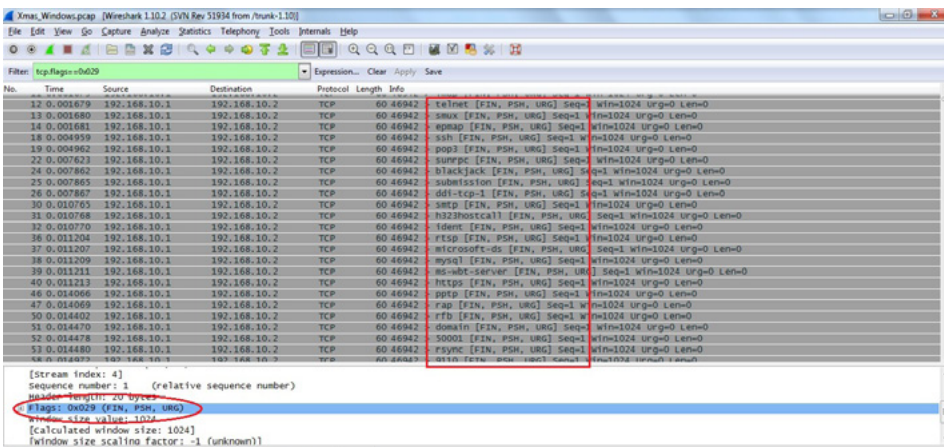 Xmas_Windows.pcap [Wireshark 1.10.2 (SVN Rev 51934 from /trunk-1.10)]
File Edit View Go Capture Analyze Statistics Telephony Tools Internals Help
Filter: tcp.flags==0x029 Expression... Clear Apply Save
No. Time Source Destination Protocol Length Info
12 0.001679 192.168.10.1 192.168.10.2 TCP 60 46942 > telnet [FIN, PSH, URG] Seq=1 Win=1024 Urg=0 Len=0
13 0.001680 192.168.10.1 192.168.10.2 TCP 60 46942 > smux [FIN, PSH, URG] Seq=1 Win=1024 Urg=0 Len=0
14 0.001681 192.168.10.1 192.168.10.2 TCP 60 46942 > epmap [FIN, PSH, URG] Seq=1 Win=1024 Urg=0 Len=0
18 0.004959 192.168.10.1 192.168.10.2 TCP 60 46942 > ssh [FIN, PSH, URG] Seq=1 Win=1024 Urg=0 Len=0
19 0.004962 192.168.10.1 192.168.10.2 TCP 60 46942 > pop3 [FIN, PSH, URG] Seq=1 Win=1024 Urg=0 Len=0
22 0.007623 192.168.10.1 192.168.10.2 TCP 60 46942 > sunrpc [FIN, PSH, URG] Seq=1 Win=1024 Urg=0 Len=0
24 0.007862 192.168.10.1 192.168.10.2 TCP 60 46942 > blackjack [FIN, PSH, URG] Seq=1 Win=1024 Urg=0 Len=0
25 0.007865 192.168.10.1 192.168.10.2 TCP 60 46942 > submission [FIN, PSH, URG] Seq=1 Win=1024 Urg=0 Len=0
26 0.007867 192.168.10.1 192.168.10.2 TCP 60 46942 > ddi-tcp-1 [FIN, PSH, URG] Seq=1 Win=1024 Urg=0 Len=0
30 0.010765 192.168.10.1 192.168.10.2 TCP 60 46942 > smtp [FIN, PSH, URG] Seq=1 Win=1024 Urg=0 Len=0
31 0.010768 192.168.10.1 192.168.10.2 TCP 60 46942 > h323hostcall [FIN, PSH, URG] Seq=1 Win=1024 Urg=0 Len=0
32 0.010770 192.168.10.1 192.168.10.2 TCP 60 46942 > ident [FIN, PSH, URG] Seq=1 Win=1024 Urg=0 Len=0
36 0.011204 192.168.10.1 192.168.10.2 TCP 60 46942 > rtsp [FIN, PSH, URG] Seq=1 Win=1024 Urg=0 Len=0
37 0.011207 192.168.10.1 192.168.10.2 TCP 60 46942 > microsoft-ds [FIN, PSH, URG] Seq=1 Win=1024 Urg=0 Len=0
38 0.011209 192.168.10.1 192.168.10.2 TCP 60 46942 > mysql [FIN, PSH, URG] Seq=1 Win=1024 Urg=0 Len=0
39 0.011211 192.168.10.1 192.168.10.2 TCP 60 46942 > ms-wbt-server [FIN, PSH, URG] Seq=1 Win=1024 Urg=0 Len=0
40 0.011213 192.168.10.1 192.168.10.2 TCP 60 46942 > https [FIN, PSH, URG] Seq=1 Win=1024 Urg=0 Len=0
46 0.014066 192.168.10.1 192.168.10.2 TCP 60 46942 > pptp [FIN, PSH, URG] Seq=1 Win=1024 Urg=0 Len=0
47 0.014069 192.168.10.1 192.168.10.2 TCP 60 46942 > rap [FIN, PSH, URG] Seq=1 Win=1024 Urg=0 Len=0
50 0.014402 192.168.10.1 192.168.10.2 TCP 60 46942 > rfb [FIN, PSH, URG] Seq=1 Win=1024 Urg=0 Len=0
51 0.014470 192.168.10.1 192.168.10.2 TCP 60 46942 > domain [FIN, PSH, URG] Seq=1 Win=1024 Urg=0 Len=0
52 0.014478 192.168.10.1 192.168.10.2 TCP 60 46942 > 50001 [FIN, PSH, URG] Seq=1 Win=1024 Urg=0 Len=0
53 0.014480 192.168.10.1 192.168.10.2 TCP 60 46942 > rsync [FIN, PSH, URG] Seq=1 Win=1024 Urg=0 Len=0
58 0.014972 192.168.10.1 192.168.10.2 TCP 60 46942 > 9110 [FIN, PSH, URG] Seq=1 Win=1024 Urg=0 Len=0
[Stream index: 4]
Sequence number: 1 (relative sequence number)
Header length: 20 bytes
Flags: 0x029 (FIN, PSH, URG)
Window size value: 1024
[Calculated window size: 1024]
[Window size scaling factor: -1 (unknown)]